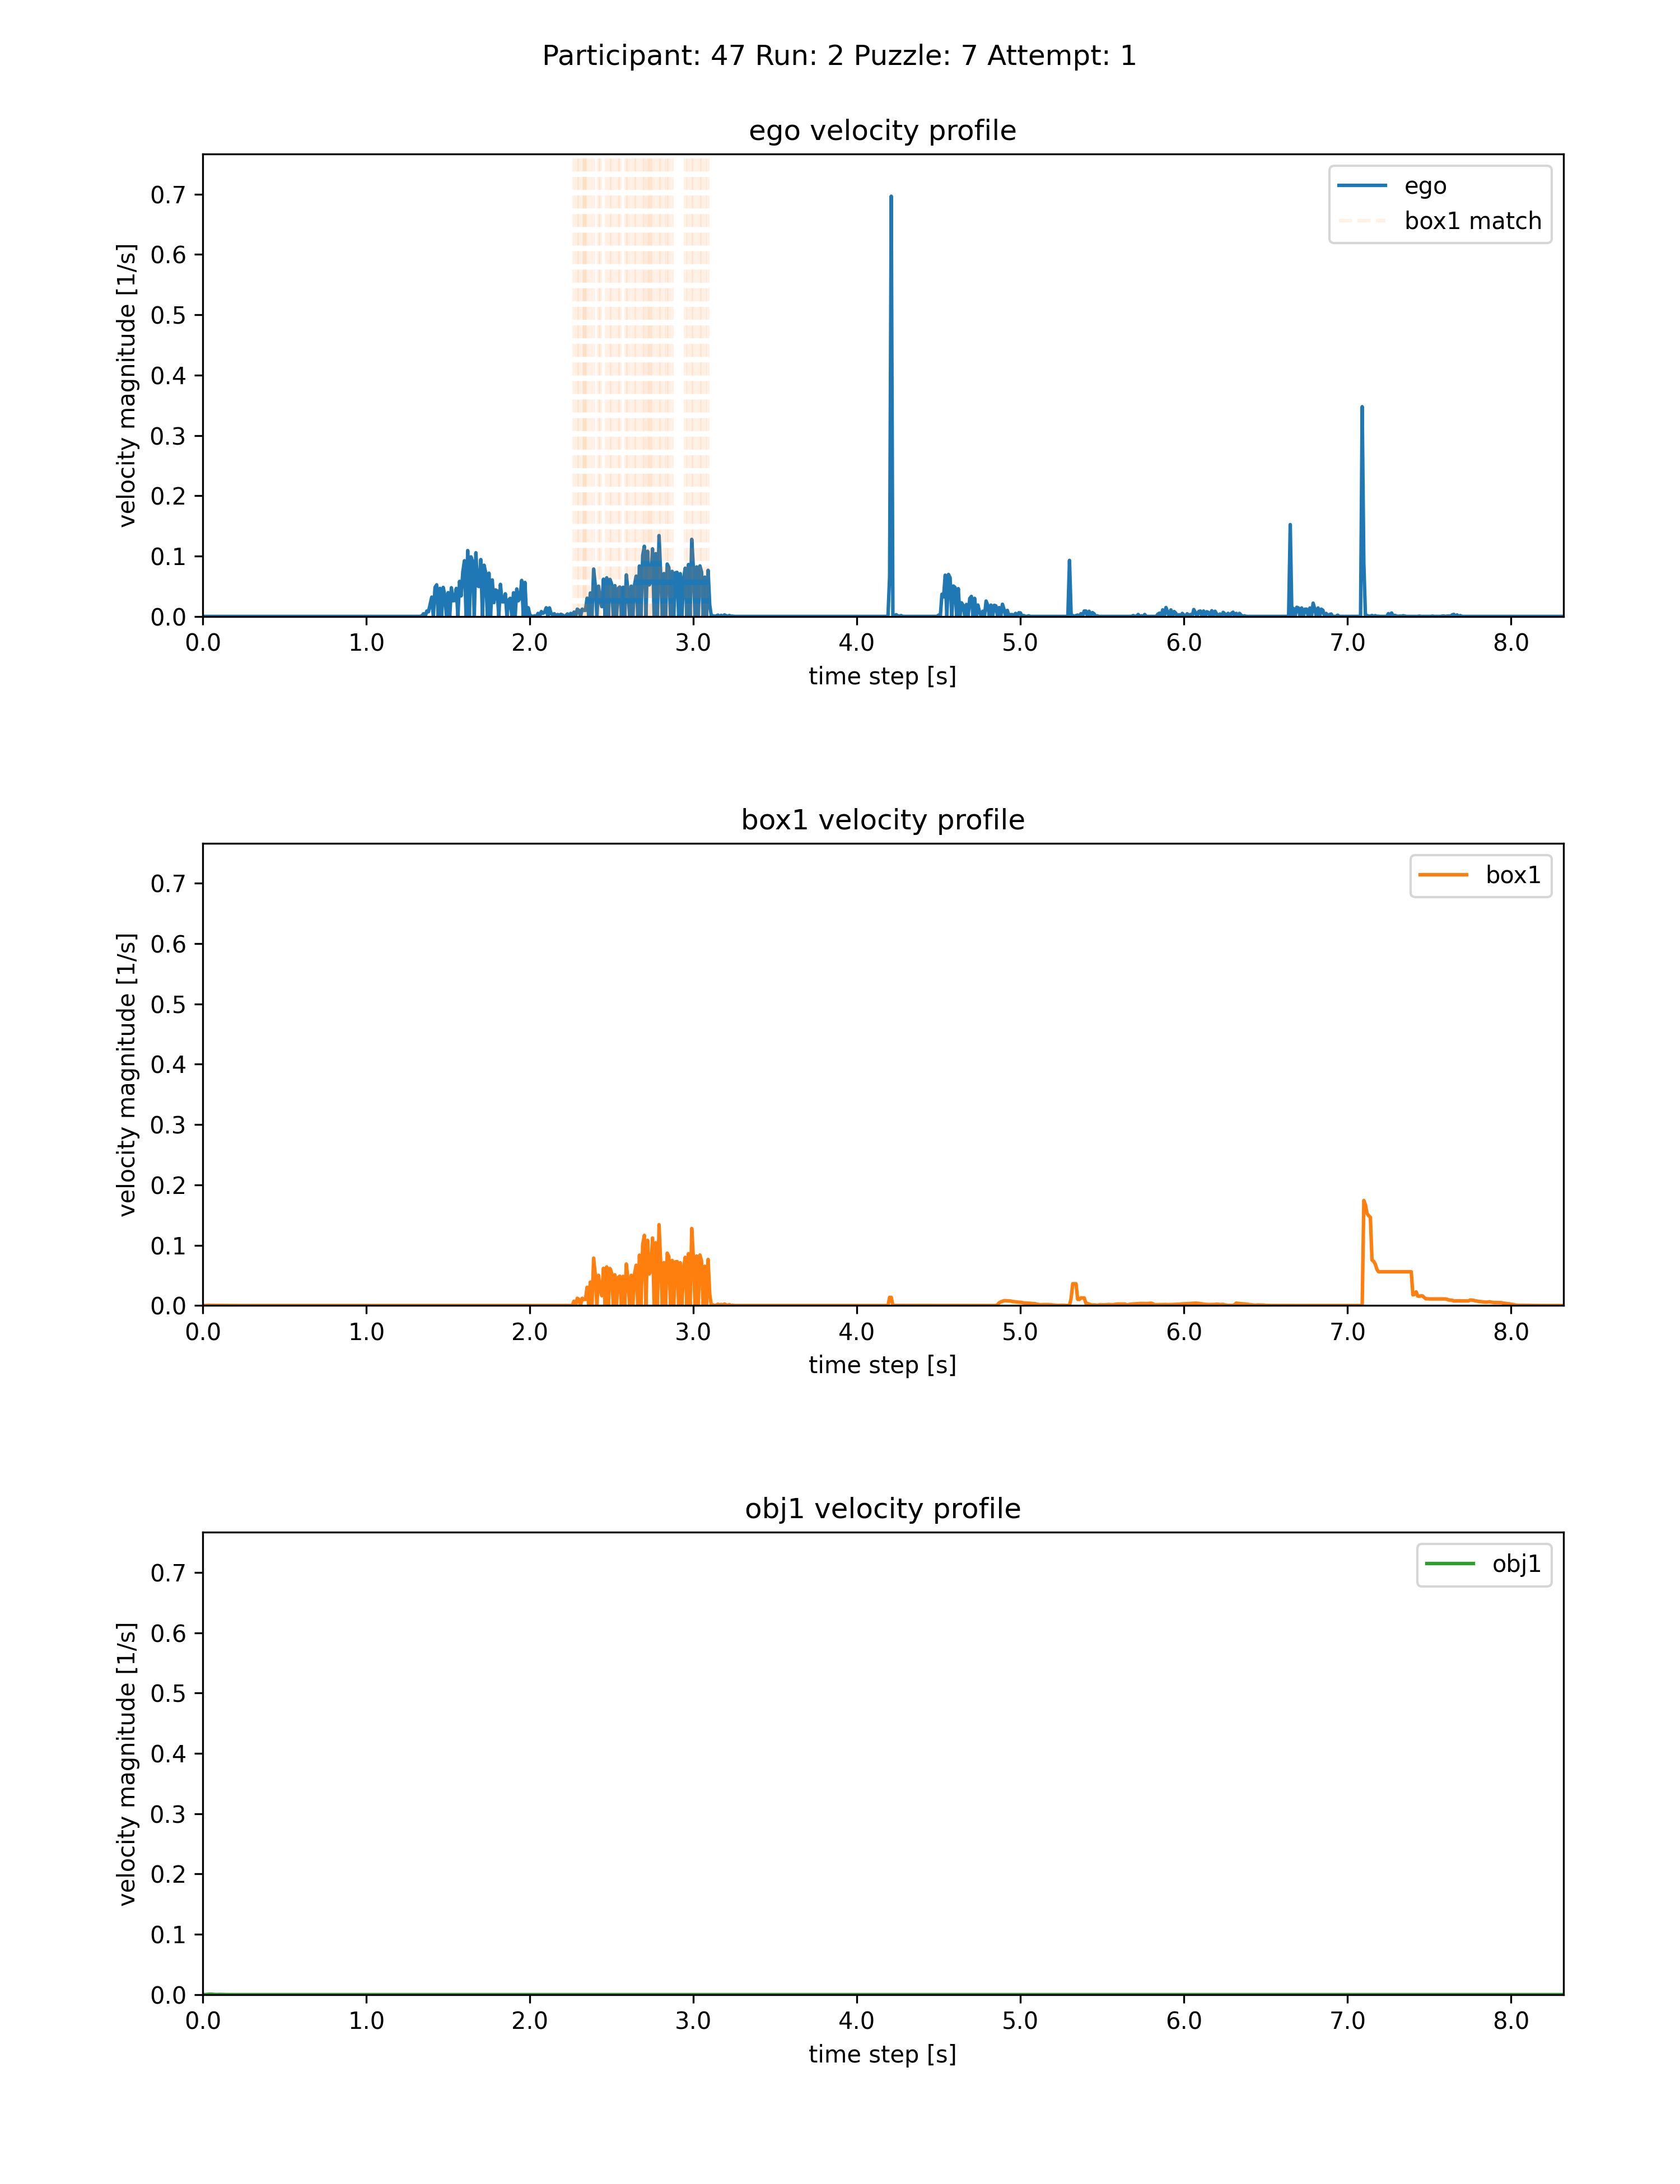 Participant: 47 Run: 2 Puzzle: 7 Attempt: 1
ego velocity profile
velocity magnitude [1/s]
0.7
0.6
0.5
0.4
0.3
0.2
0.1
0.0
ego
box1 match
0.0 1.0 2.0 3.0 4.0 5.0 6.0 7.0 8.0
time step [s]
box1 velocity profile
velocity magnitude [1/s]
0.7
0.6
0.5
0.4
0.3
0.2
0.1
0.0
box1
0.0 1.0 2.0 3.0 4.0 5.0 6.0 7.0 8.0
time step [s]
obj1 velocity profile
velocity magnitude [1/s]
0.7
0.6
0.5
0.4
0.3
0.2
0.1
0.0
obj1
0.0 1.0 2.0 3.0 4.0 5.0 6.0 7.0 8.0
time step [s]